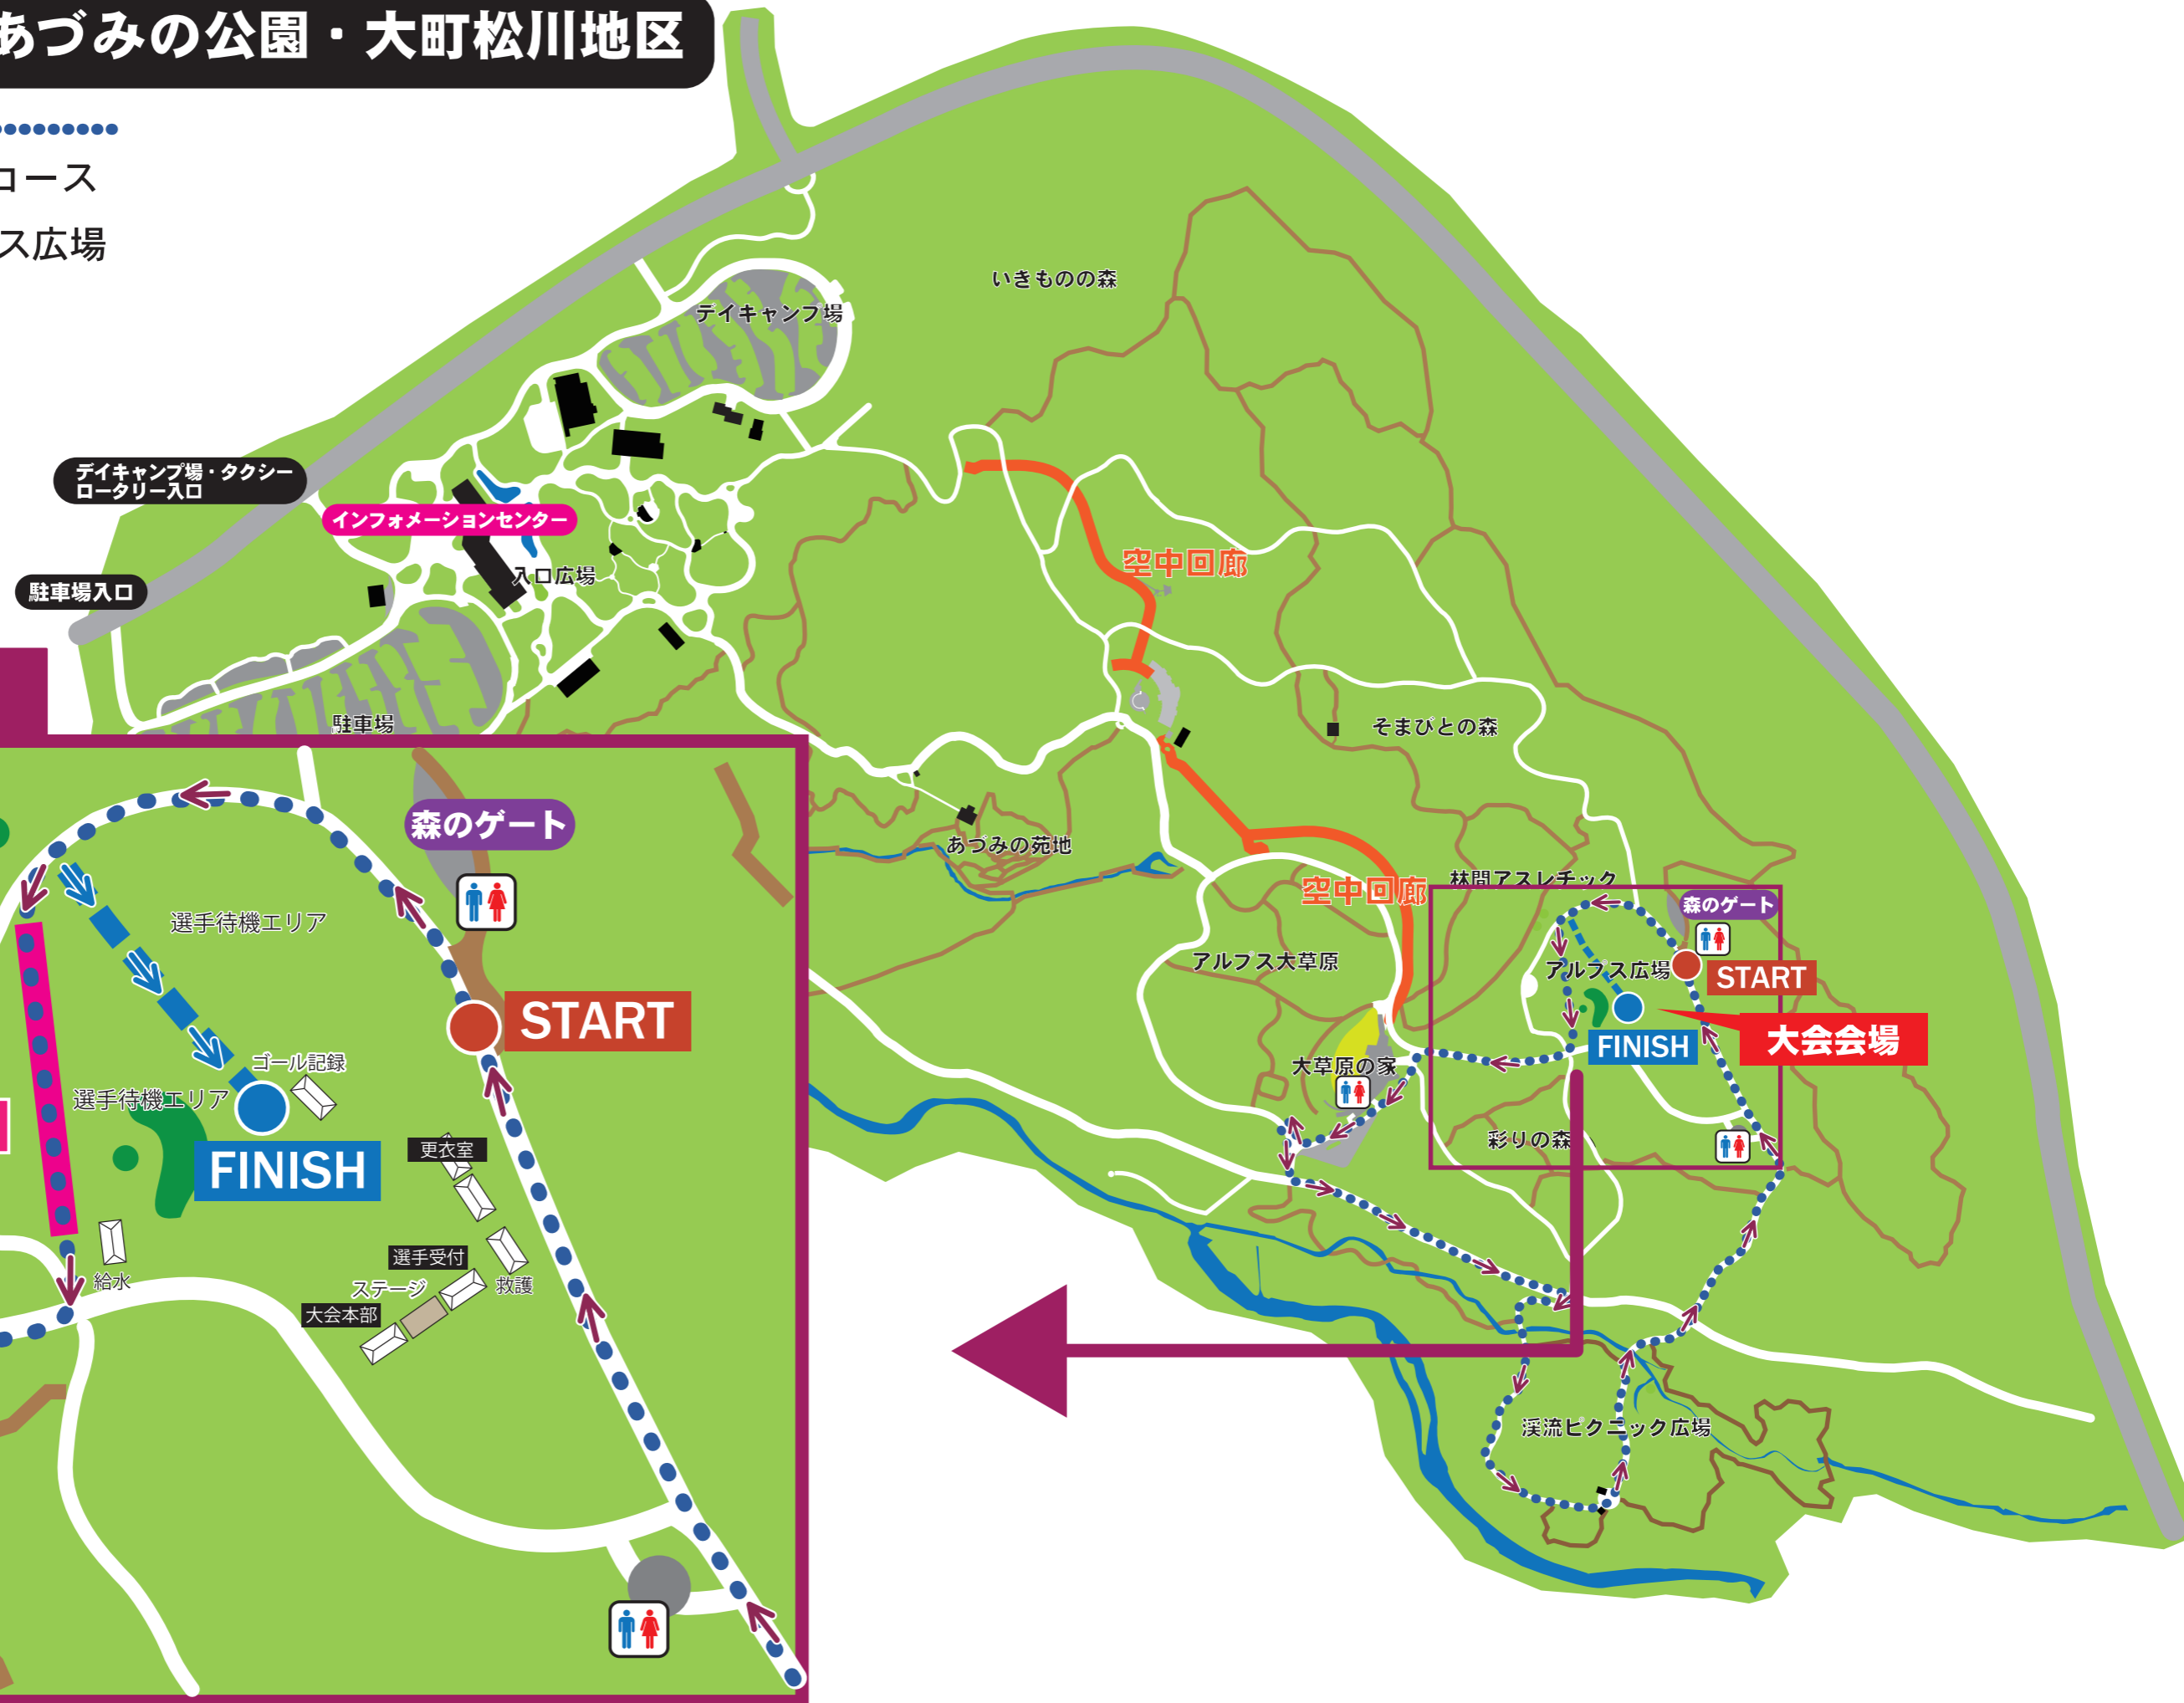 あづみの公園・大町松川地区
コース
ス広場
いきものの森
デイキャンプ場
デイキャンプ場・タクシー
ロータリー入口
インフォメーションセンター
空中回廊
入口広場
駐車場入口
駐車場
そまびとの森
あづみの苑地
空中回廊
林間アスレチック
森のゲート
アルプス大草原
アルプス広場
START
FINISH
大会会場
大草原の家
彩りの森
渓流ピクニック広場
森のゲート
選手待機エリア
START
ゴール記録
選手待機エリア
FINISH
更衣室
選手受付
給水
ステージ
救護
大会本部